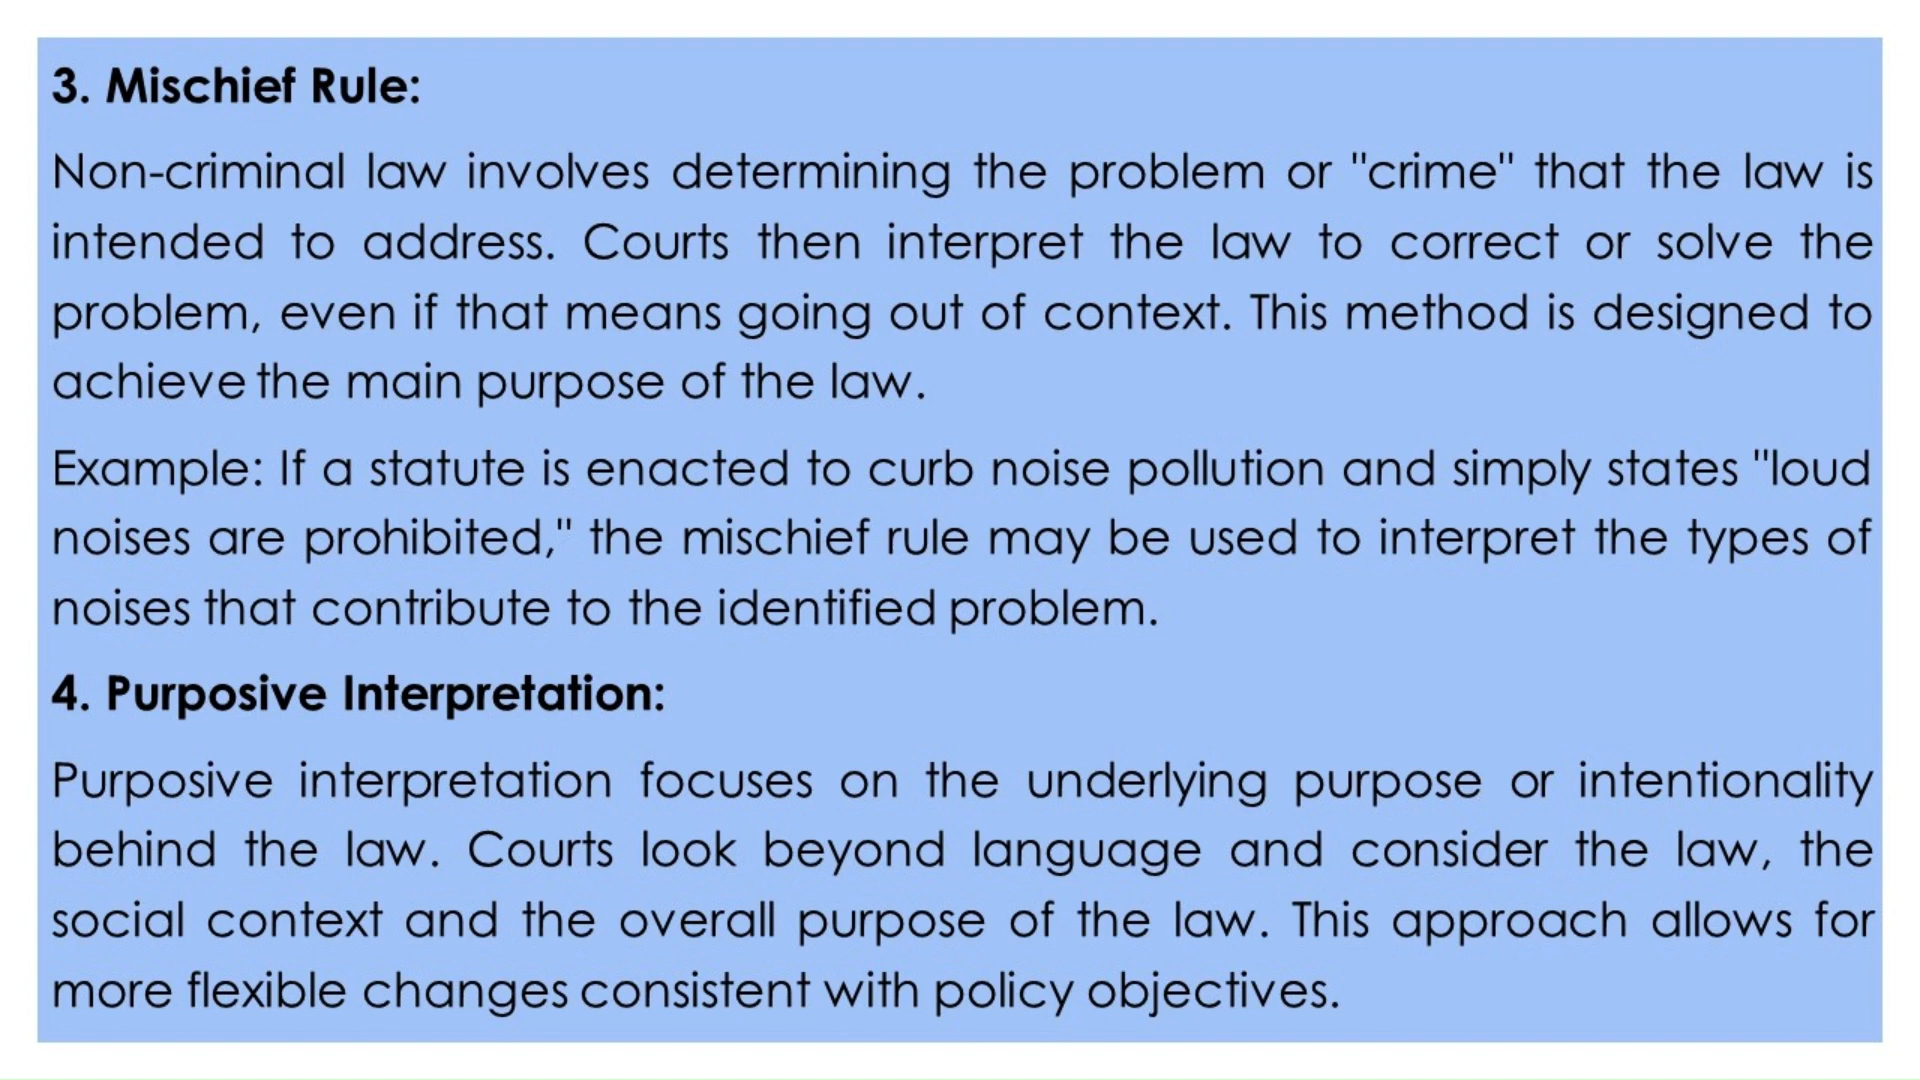 3. Mischief Rule:
Non-criminal law involves determining the problem or "crime" that the law is
intended to address. Courts then interpret the law to correct or solve the
problem, even if that means going out of context. This method is designed to
achieve the main purpose of the law.
Example: If a statute is enacted to curb noise pollution and simply states "loud
noises are prohibited," the mischief rule may be used to interpret the types of
noises that contribute to the identified problem.
4. Purposive Interpretation:
Purposive interpretation focuses on the underlying purpose or intentionality
behind the law. Courts look beyond language and consider the law, the
social context and the overall purpose of the law. This approach allows for
more flexible changes consistent with policy objectives.